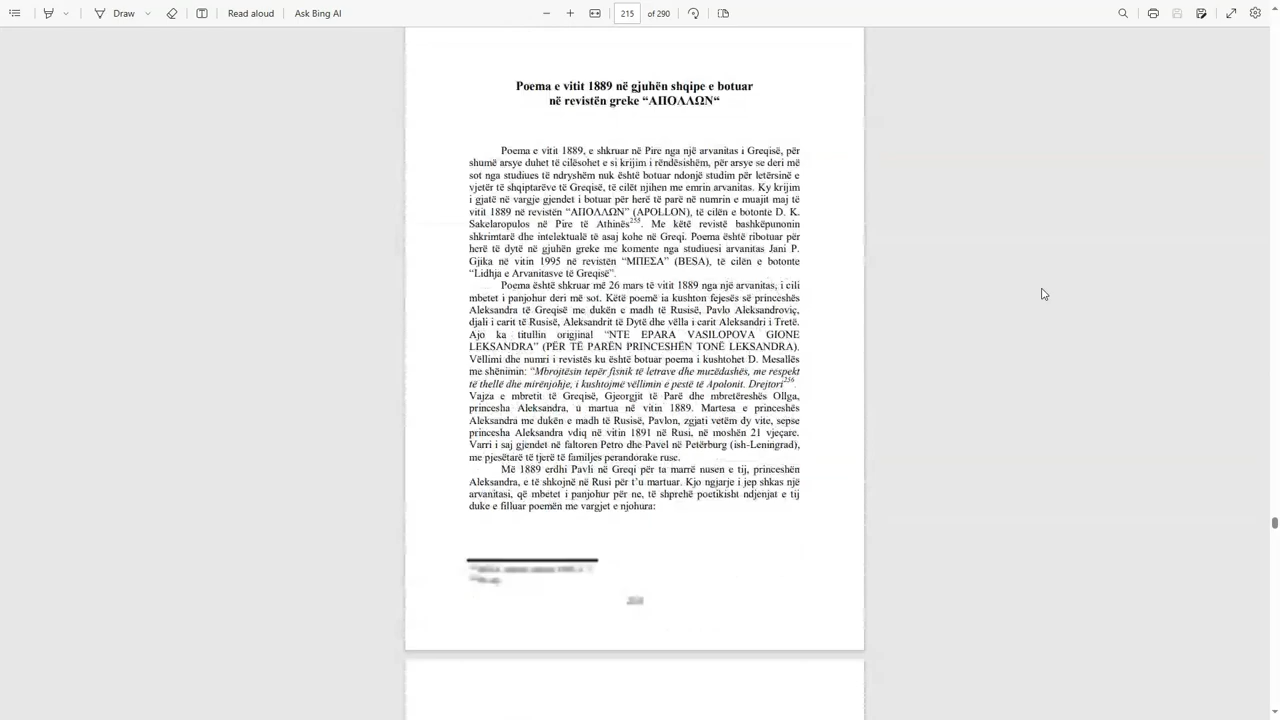 Draw
Read aloud
Ask Bing AI
215
of 290
Poema e vitit 1889 në gjuhën shqipe e botuar
në revistën greke “ΑΠΟΛΛΩΝ“
Poema e vitit 1889, e shkruar në Pire nga një arvanitas i Greqisë, për
shumë arsye duhet të cilësohet e si krijim i rëndësishëm, për arsye se deri më
sot nga studiues të ndryshëm nuk është botuar ndonjë studim për letërsinë e
vjetër të shqiptarëve të Greqisë, të cilët njihen me emrin arvanitas. Ky krijim
i gjatë në vargje gjendet i botuar për herë të parë në numrin e muajit maj të
vitit 1889 në revistën “ΑΠΟΛΛΩΝ” (APOLLON), të cilën e botonte D. K.
Sakelaropulos në Pire të Athinës255. Me këtë revistë bashkëpunonin
shkrimtarë dhe intelektualë të asaj kohe në Greqi. Poema është ribotuar për
herë të dytë në gjuhën greke me komente nga studiuesi arvanitas Jani P.
Gjika në vitin 1995 në revistën “ΜΠΕΣΑ” (BESA), të cilën e botonte
“Lidhja e Arvanitasve të Greqisë”.
Poema është shkruar më 26 mars të vitit 1889 nga një arvanitas, i cili
mbetet i panjohur deri më sot. Këtë poemë ia kushton fejesës së princeshës
Aleksandra të Greqisë me dukën e madh të Rusisë, Pavlo Aleksandroviç,
djali i carit të Rusisë, Aleksandrit të Dytë dhe vëlla i carit Aleksandri i Tretë.
Ajo ka titullin origjinal “NTE EPARA VASILOPOVA GIONE
LEKSANDRA” (PËR TË PARËN PRINCESHËN TONË LEKSANDRA).
Vëllimi dhe numri i revistës ku është botuar poema i kushtohet D. Mesallës
me shënimin: “Mbrojtësin tepër fisnik të letrave dhe muzëdashës, me respekt
të thellë dhe mirënjohje, i kushtojmë vëllimin e pestë të Apolonit. Drejtori256.
Vajza e mbretit të Greqisë, Gjeorgjit të Parë dhe mbretëreshës Ollga,
princesha Aleksandra, u martua në vitin 1889. Martesa e princeshës
Aleksandra me dukën e madh të Rusisë, Pavlon, zgjati vetëm dy vite, sepse
princesha Aleksandra vdiq në vitin 1891 në Rusi, në moshën 21 vjeçare.
Varri i saj gjendet në faltoren Petro dhe Pavel në Petërburg (ish-Leningrad),
me pjesëtarë të tjerë të familjes perandorake ruse.
Më 1889 erdhi Pavli në Greqi për ta marrë nusen e tij, princeshën
Aleksandra, e të shkojnë në Rusi për t’u martuar. Kjo ngjarje i jep shkas një
arvanitasi, që mbetet i panjohur për ne, të shprehë poetikisht ndjenjat e tij
duke e filluar poemën me vargjet e njohura: